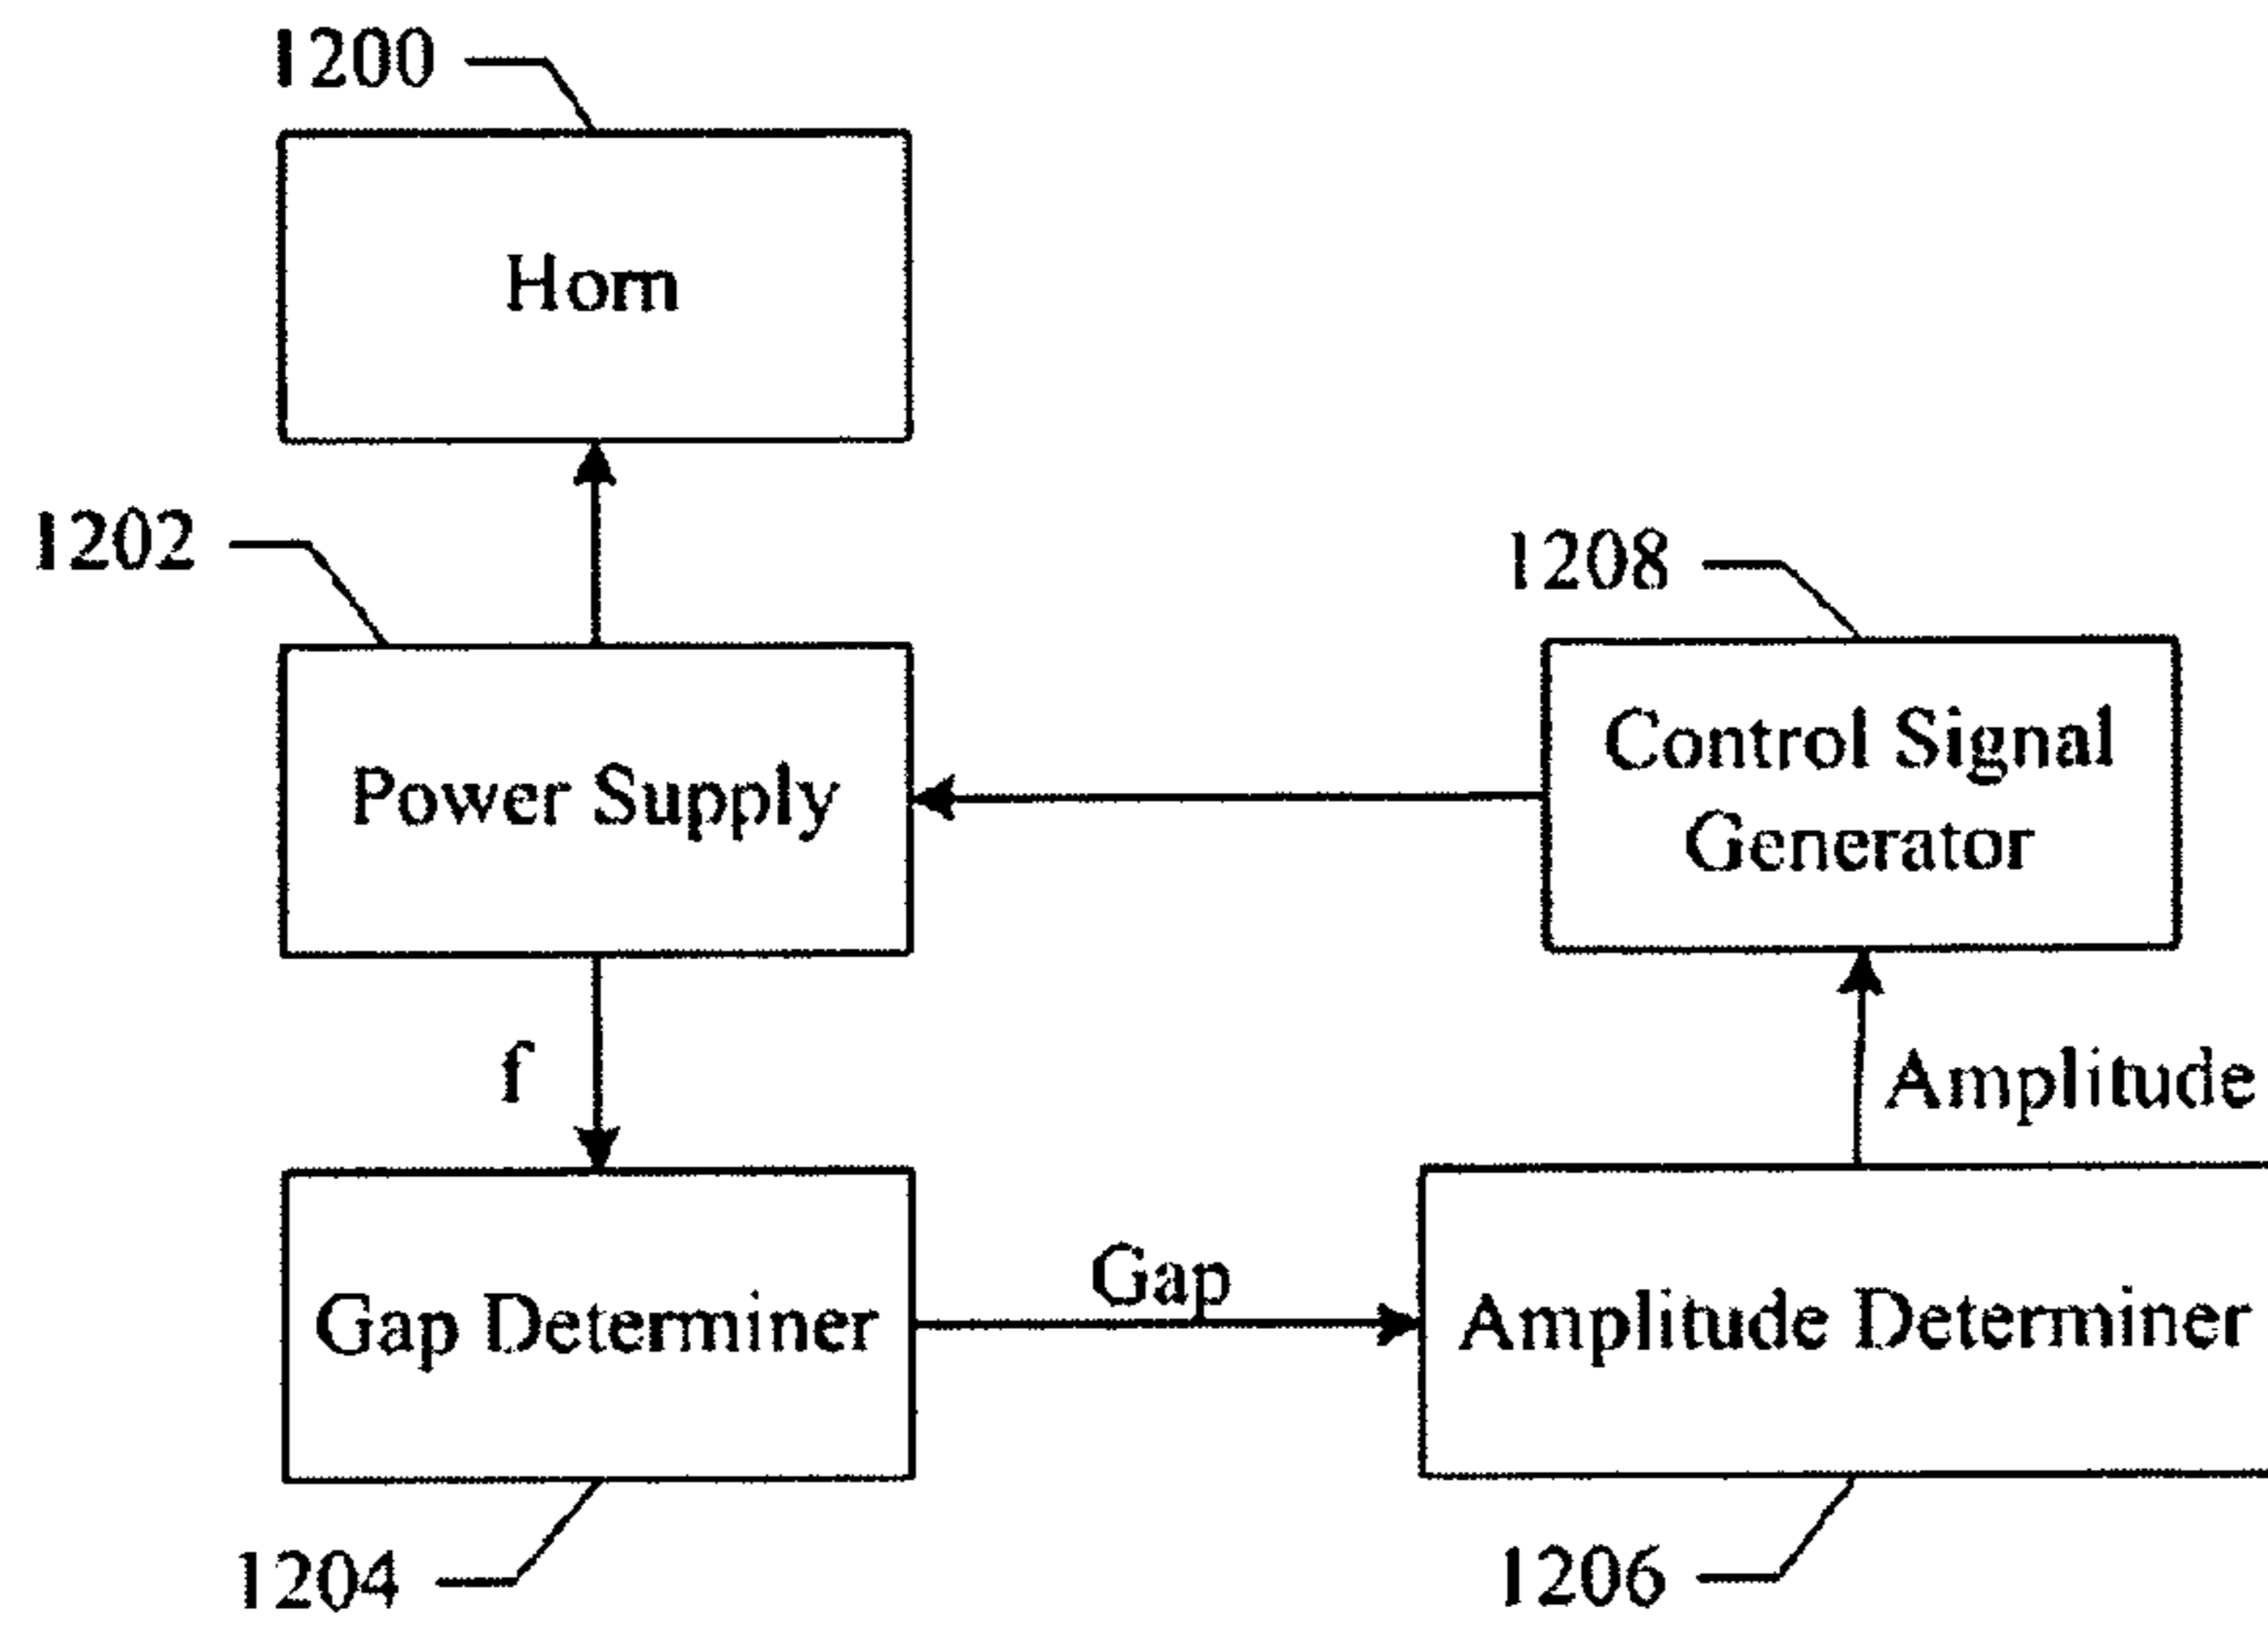 1200
Horn
1202
1208
Power Supply
Control Signal
Generator
f
Amplitude
Gap Determiner
Gap
Amplitude Determiner
1204
1206